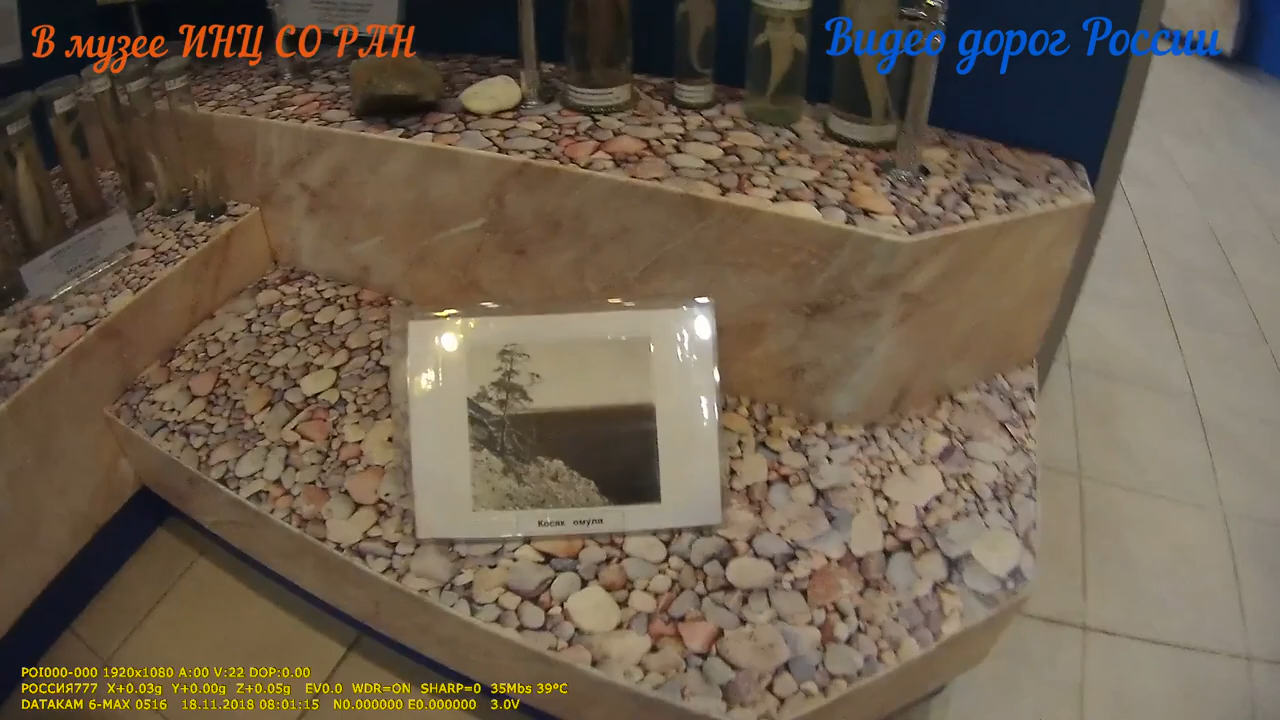 В музее ИНЦ СО РАН
Видео дорог России
Косяк омуля
POI000-000 1920x1080 A:00 V:22 DOP:0.00
РОССИЯ777 X+0.03g Y+0.00g Z+0.05g EV0.0 WDR=ON SHARP=0 35Mbs 39ºC
DATAKAM 6-MAX 0516 18.11.2018 08:01:15 N0.000000 E0.000000 3.0V